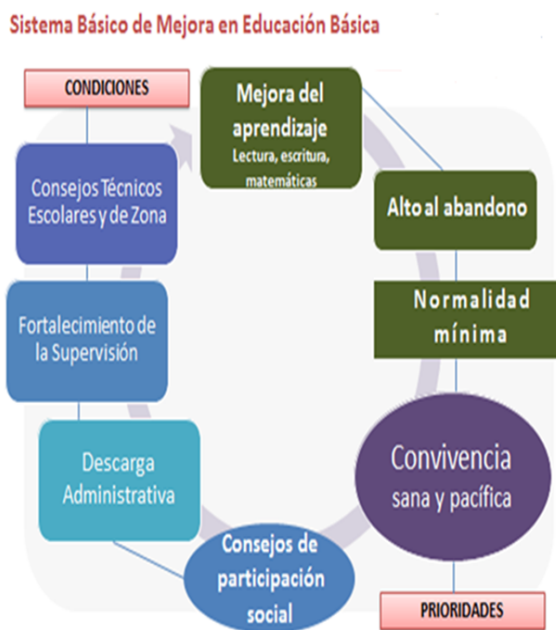 Sistema Básico de Mejora en Educación Básica
CONDICIONES
Mejora del
aprendizaje
Lectura, escritura,
matemáticas
Consejos Técnicos
Escolares y de Zona
Alto al abandono
Fortalecimiento de
la Supervisión
Normalidad
mínima
Descarga
Administrativa
Convivencia
sana y pacífica
Consejos de
participación
social
PRIORIDADES